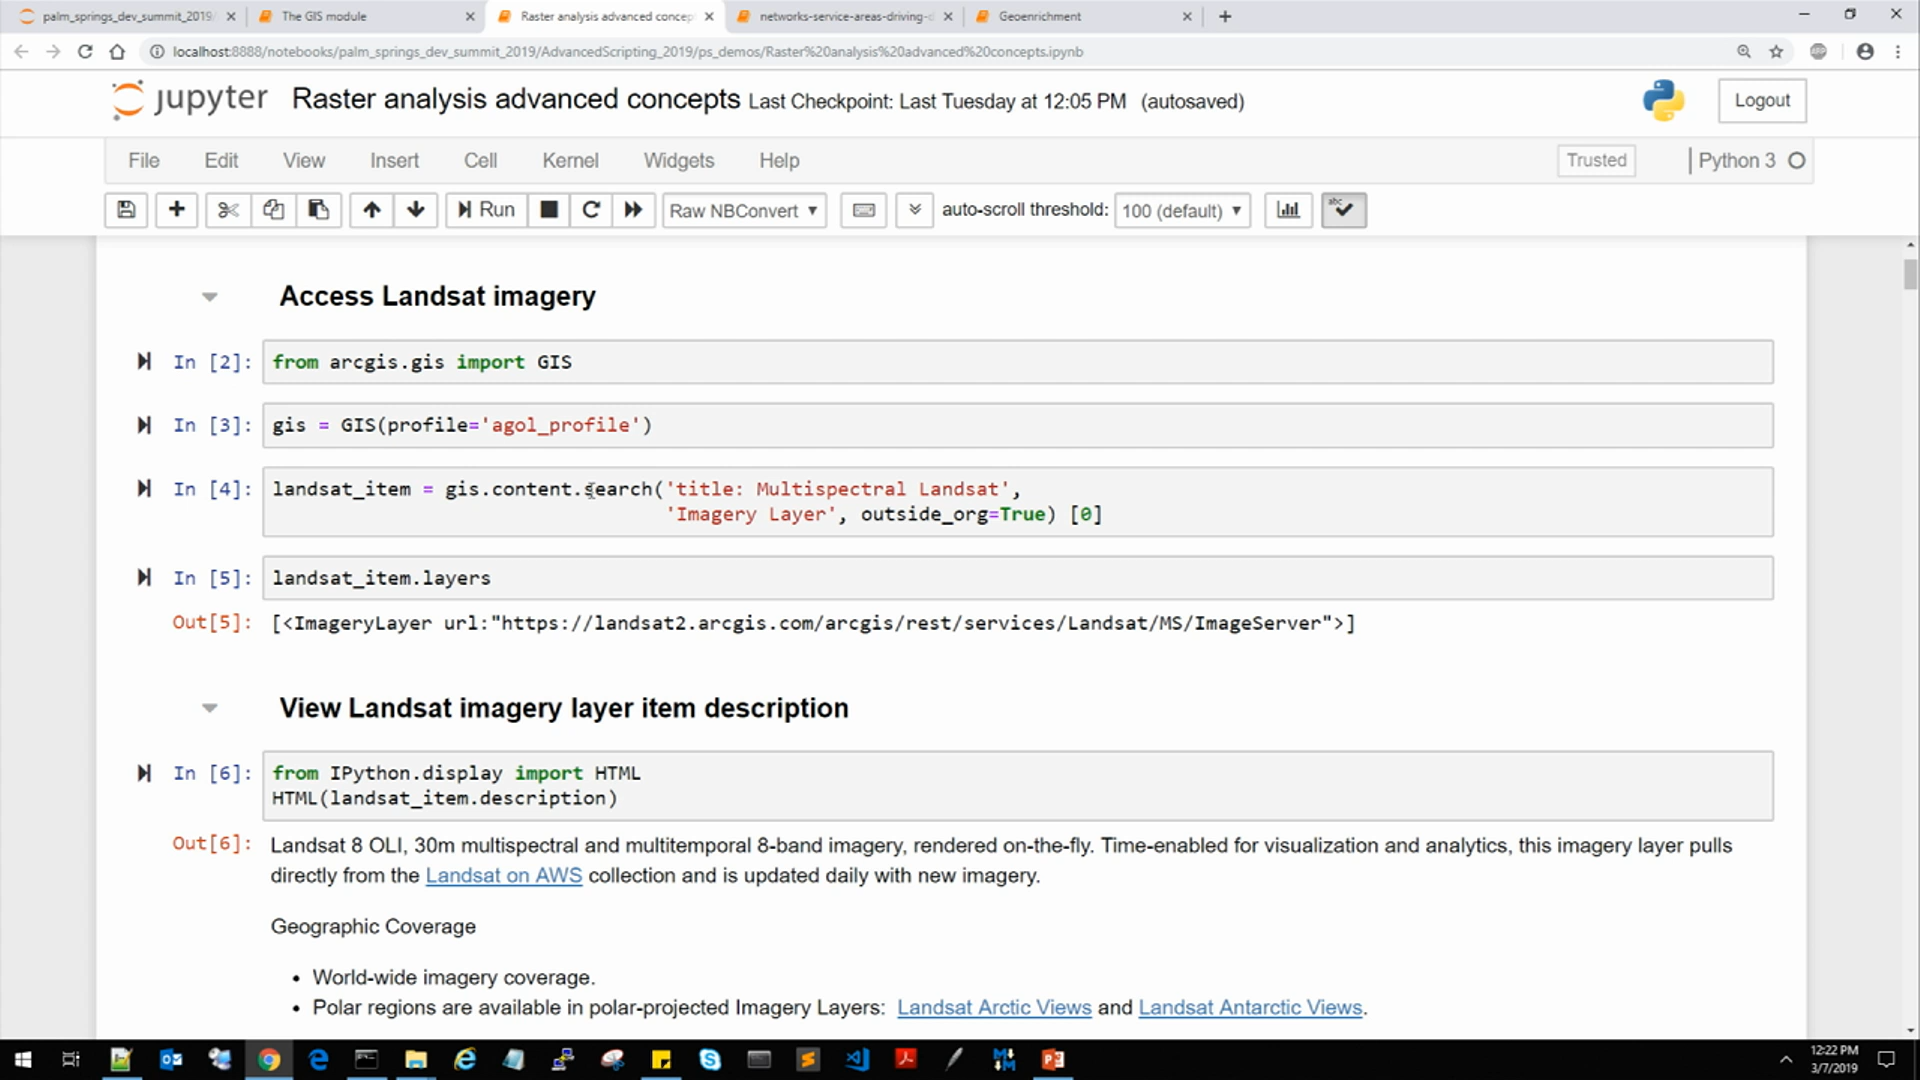 palm_springs_dev_summit_2019/
The GIS module
Raster analysis advanced concep
networks-service-areas-driving-d
Geoenrichment
localhost:8888/notebooks/palm_springs_dev_summit_2019/AdvancedScripting_2019/ps_demos/Raster%20analysis%20advanced%20concepts.ipynb
jupyter Raster analysis advanced concepts Last Checkpoint: Last Tuesday at 12:05 PM (autosaved)
Logout
File Edit View Insert Cell Kernel Widgets Help
Trusted
Python 3
Run
Raw NBConvert
auto-scroll threshold:
100 (default)
abc
Access Landsat imagery
In [2]: from arcgis.gis import GIS
In [3]: gis = GIS(profile='agol_profile')
In [4]: landsat_item = gis.content.search('title: Multispectral Landsat',
'Imagery Layer', outside_org=True) [0]
In [5]: landsat_item.layers
Out[5]: [<ImageryLayer url:"https://landsat2.arcgis.com/arcgis/rest/services/Landsat/MS/ImageServer">]
View Landsat imagery layer item description
In [6]: from IPython.display import HTML
HTML(landsat_item.description)
Out[6]: Landsat 8 OLI, 30m multispectral and multitemporal 8-band imagery, rendered on-the-fly. Time-enabled for visualization and analytics, this imagery layer pulls
directly from the Landsat on AWS collection and is updated daily with new imagery.
Geographic Coverage
• World-wide imagery coverage.
• Polar regions are available in polar-projected Imagery Layers: Landsat Arctic Views and Landsat Antarctic Views.
12:22 PM
3/7/2019